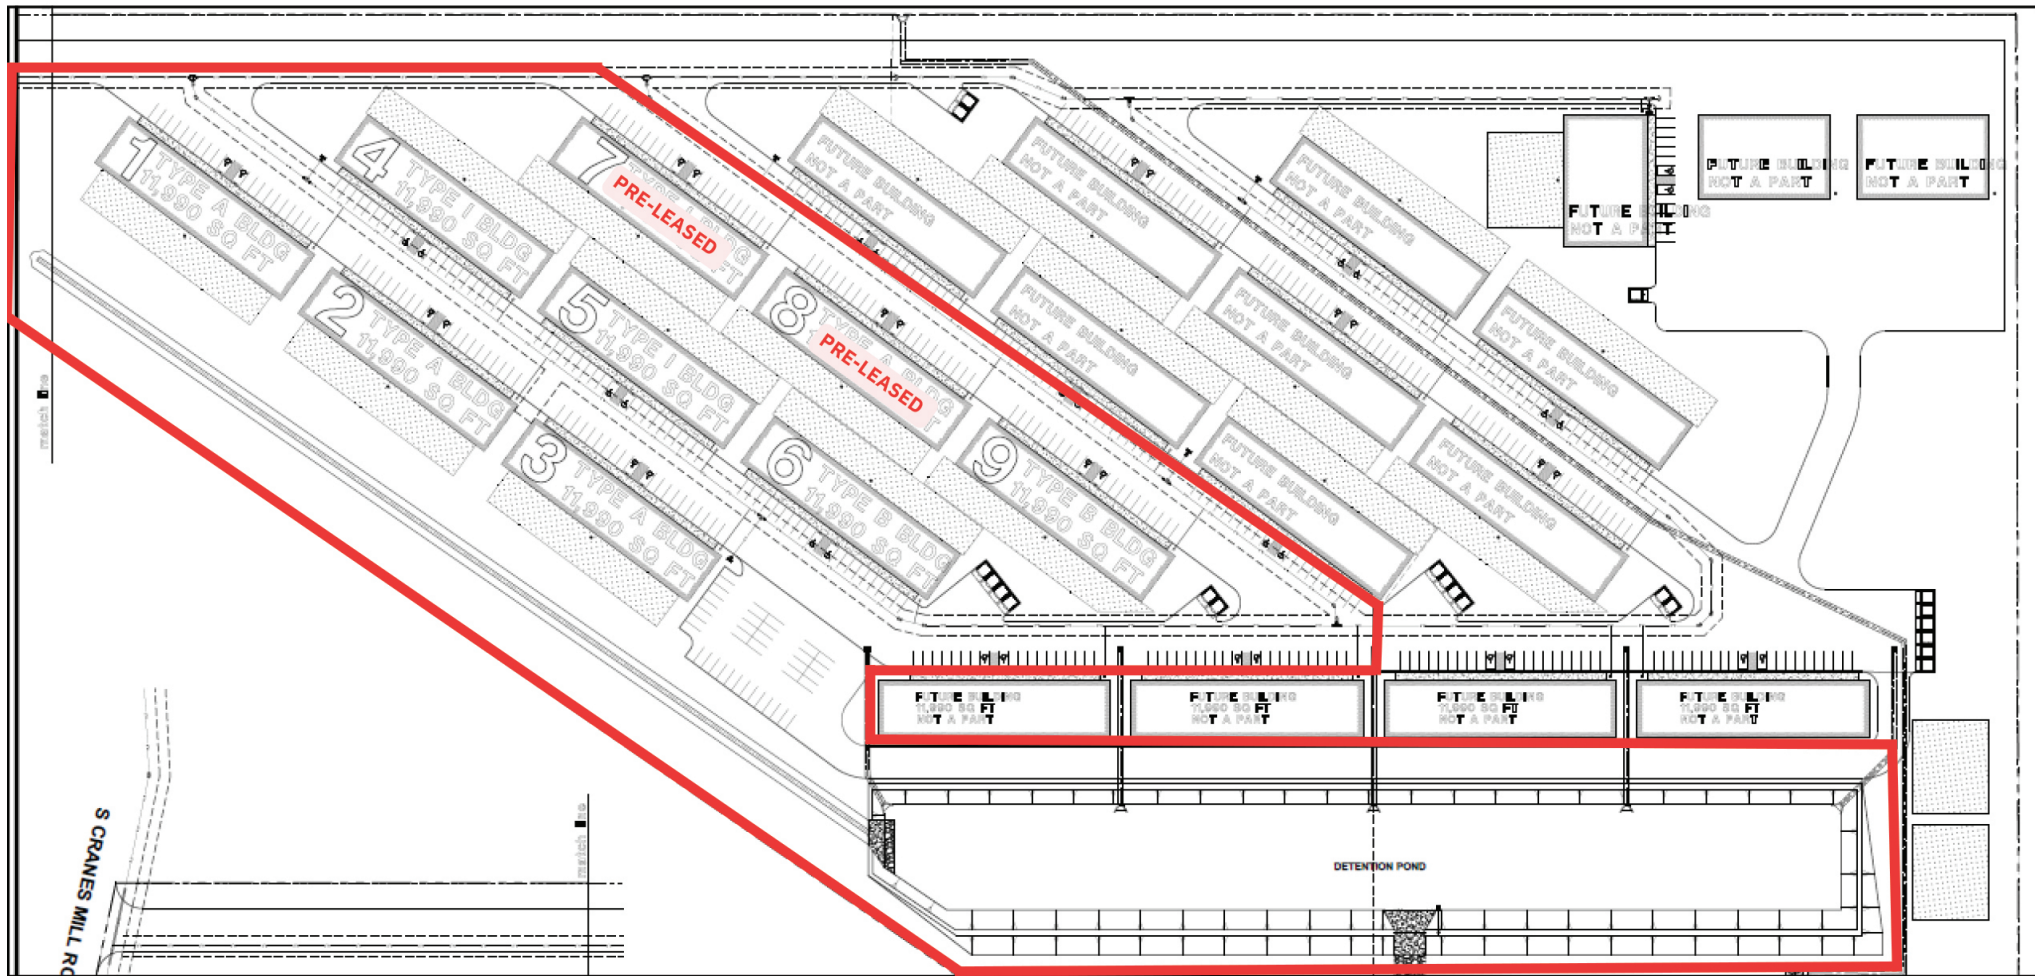 1
TYPE A BLDG
11,990 SQ FT
4
TYPE I BLDG
11,990 SQ FT
7
PRE-LEASED
FUTURE BUILDING
NOT A PART
FUTURE BUILDING
NOT A PART
FUTURE BUILDING
NOT A PART
FUTURE BUILDING
NOT A PART
FUTURE BUILDING
NOT A PART
FUTURE BUILDING
NOT A PART
2
TYPE A BLDG
11,990 SQ FT
5
TYPE I BLDG
11,990 SQ FT
8
TYPE A BLDG
PRE-LEASED
FUTURE BUILDING
NOT A PART
FUTURE BUILDING
NOT A PART
FUTURE BUILDING
NOT A PART
3
TYPE A BLDG
11,990 SQ FT
6
TYPE B BLDG
11,990 SQ FT
9
TYPE B BLDG
11,990 SQ FT
FUTURE BUILDING
NOT A PART
FUTURE BUILDING
NOT A PART
match line
FUTURE BUILDING
11,990 SQ FT
NOT A PART
FUTURE BUILDING
11,990 SQ FT
NOT A PART
FUTURE BUILDING
11,990 SQ FT
NOT A PART
FUTURE BUILDING
11,990 SQ FT
NOT A PART
match line
S CRANES MILL RO
DETENTION POND